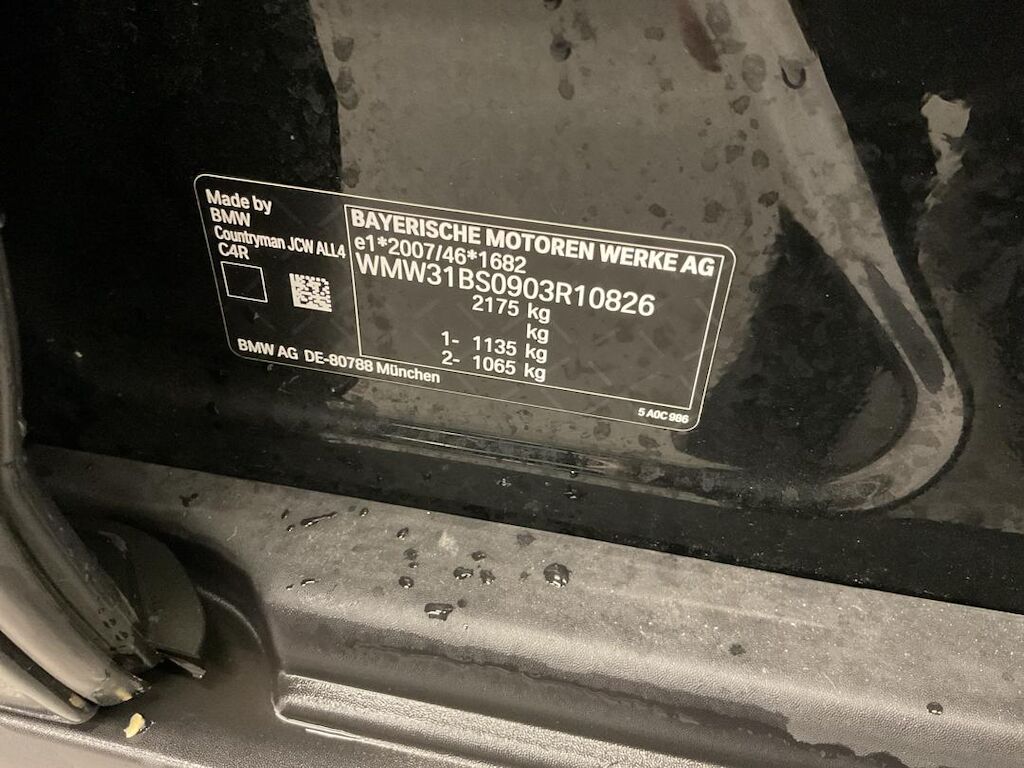 Made by
BMW
Countryman JCW ALL4
C4R
BAYERISCHE MOTOREN WERKE AG
e1*2007/46*1682
WMW31BS0903R10826
2175 kg
kg
1- 1135 kg
2- 1065 kg
BMW AG DE-80788 München
5 A0C 986